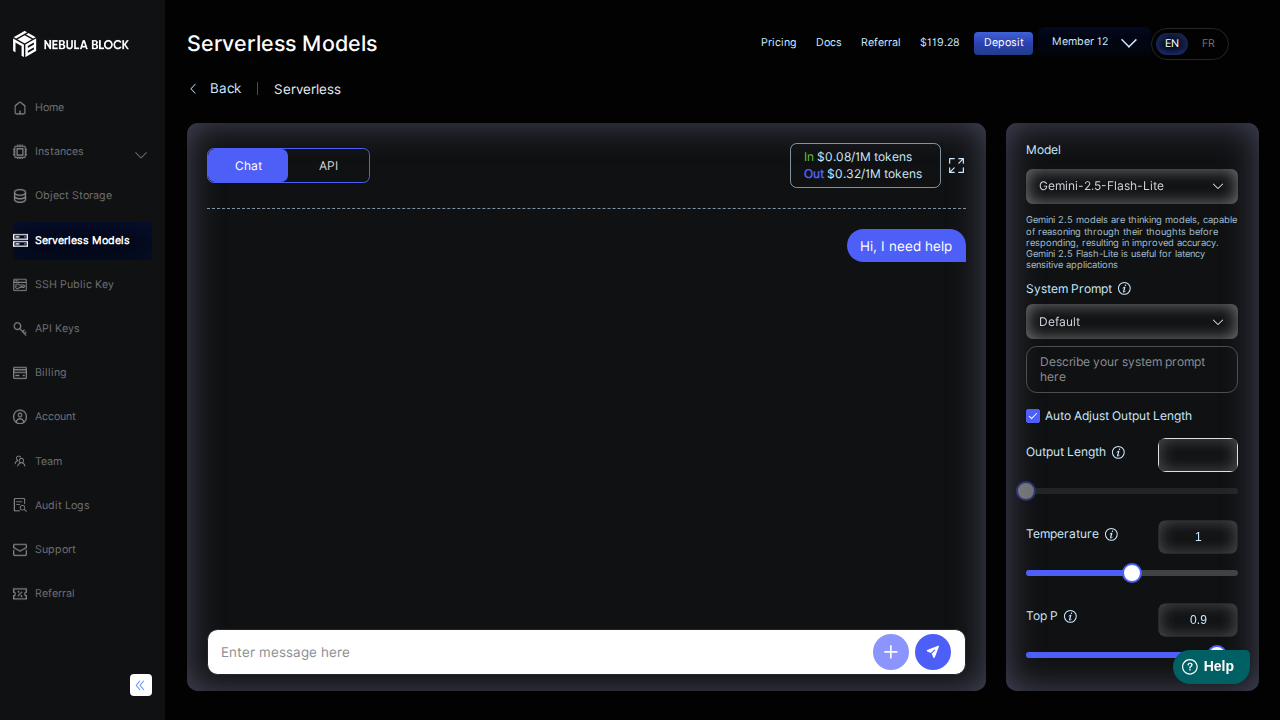 NEBULA BLOCK
Home
Instances
Object Storage
Serverless Models
SSH Public Key
API Keys
Billing
Account
Team
Audit Logs
Support
Referral
Serverless Models
Pricing
Docs
Referral
$119.28
Deposit
Member 12
EN
FR
Back
Serverless
Chat
API
In $0.08/1M tokens
Out $0.32/1M tokens
Hi, I need help
Enter message here
Model
Gemini-2.5-Flash-Lite
Gemini 2.5 models are thinking models, capable
of reasoning through their thoughts before
responding, resulting in improved accuracy.
Gemini 2.5 Flash-Lite is useful for latency
sensitive applications
System Prompt
Default
Describe your system prompt
here
Auto Adjust Output Length
Output Length
Temperature
1
Top P
0.9
Help